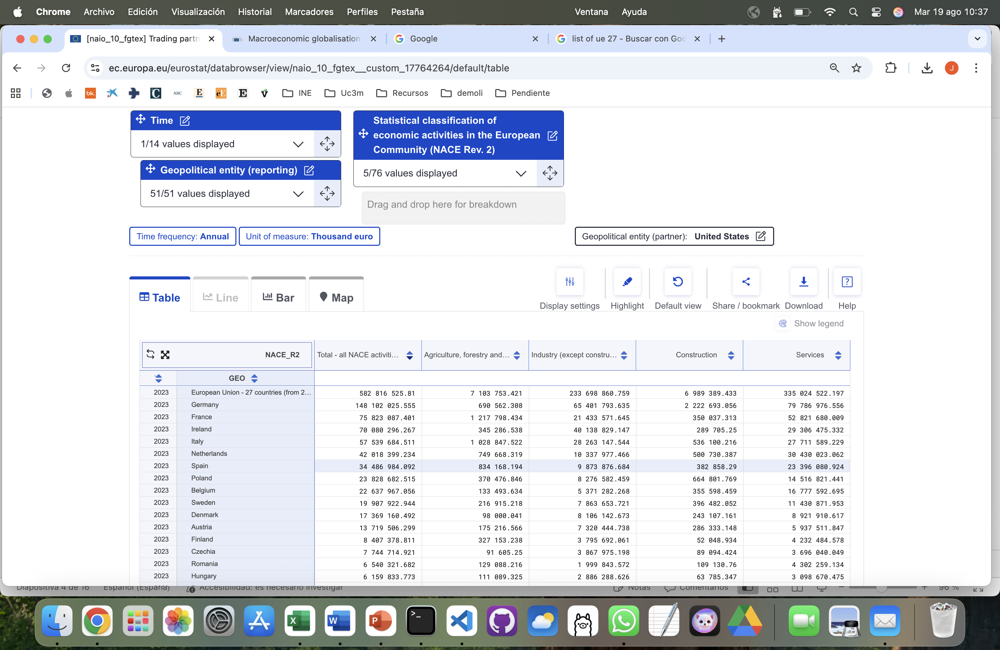 Chrome Archivo Edición Visualización Historial Marcadores Perfiles Pestaña Ventana Ayuda Mar 19 ago 10:37
[naio_10_fgtex] Trading partn Macroeconomic globalisation Google list of ue 27 - Buscar con Goo
ec.europa.eu/eurostat/databrowser/view/naio_10_fgtex__custom_17764264/default/table J
bk. C ABC E eE E v INE Uc3m Recursos demoli Pendiente
Time
1/14 values displayed
Geopolitical entity (reporting)
51/51 values displayed
Statistical classification of
economic activities in the European
Community (NACE Rev. 2)
5/76 values displayed
Drag and drop here for breakdown
Time frequency: Annual Unit of measure: Thousand euro Geopolitical entity (partner): United States
Table Line Bar Map
Display settings Highlight Default view Share / bookmark Download Help
Show legend
NACE_R2 Total - all NACE activiti... Agriculture, forestry and... Industry (except constru... Construction Services
GEO
2023 European Union - 27 countries (from 2... 582 816 525.81 7 103 753.421 233 698 860.759 6 989 389.433 335 024 522.197
2023 Germany 148 102 025.555 690 562.308 65 401 793.635 2 222 693.056 79 786 976.556
2023 France 75 823 087.401 1 217 798.434 21 433 571.645 350 037.313 52 821 680.009
2023 Ireland 70 080 296.267 345 286.538 40 138 829.147 289 705.25 29 306 475.332
2023 Italy 57 539 684.511 1 028 847.522 28 263 147.544 536 100.216 27 711 589.229
2023 Netherlands 42 018 399.234 749 668.319 10 337 977.466 500 730.387 30 430 023.062
2023 Spain 34 486 984.092 834 168.194 9 873 876.684 382 858.29 23 396 080.924
2023 Poland 23 828 682.515 370 476.846 8 276 582.459 664 801.769 14 516 821.441
2023 Belgium 22 637 967.056 133 493.634 5 371 282.268 355 598.459 16 777 592.695
2023 Sweden 19 907 922.944 216 915.218 7 863 653.721 396 482.052 11 430 871.953
2023 Denmark 17 369 160.492 98 000.041 8 106 142.673 243 107.161 8 921 910.617
2023 Austria 13 719 506.299 175 216.566 7 320 444.738 286 333.148 5 937 511.847
2023 Finland 8 407 378.811 327 153.238 3 795 692.061 52 048.934 4 232 484.578
2023 Czechia 7 744 714.921 91 605.25 3 867 975.198 89 094.424 3 696 040.049
2023 Romania 6 540 321.682 129 088.216 1 999 843.572 109 130.76 4 302 259.134
2023 Hungary 6 159 833.773 111 089.325 2 886 288.626 63 785.347 3 098 670.475
Diapositiva 4 de 16 Español (España) Accesibilidad: es necesario investigar Notas Comentarios 96 %